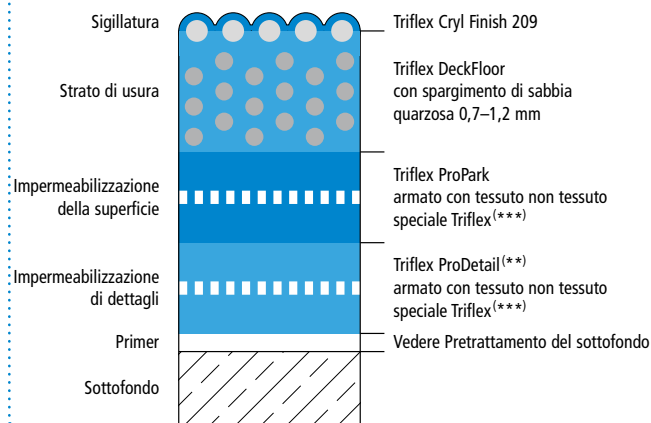 Sigillatura
Triflex Cryl Finish 209
Strato di usura
Triflex DeckFloor
con spargimento di sabbia
quarzosa 0,7–1,2 mm
Impermeabilizzazione
della superficie
Triflex ProPark
armato con tessuto non tessuto
speciale Triflex(***)
Impermeabilizzazione
di dettagli
Triflex ProDetail(**)
armato con tessuto non tessuto
speciale Triflex(***)
Primer
Vedere Pretrattamento del sottofondo
Sottofondo